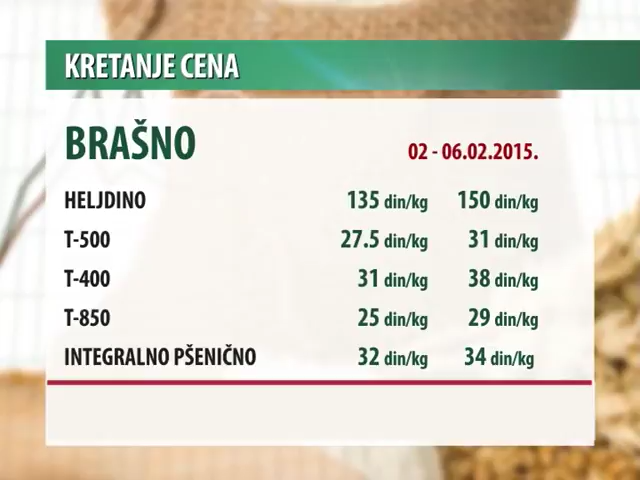 KRETANJE CENA
BRAŠNO 02 - 06.02.2015.
HELJDINO 135 din/kg 150 din/kg
T-500 27.5 din/kg 31 din/kg
T-400 31 din/kg 38 din/kg
T-850 25 din/kg 29 din/kg
INTEGRALNO PŠENIČNO 32 din/kg 34 din/kg